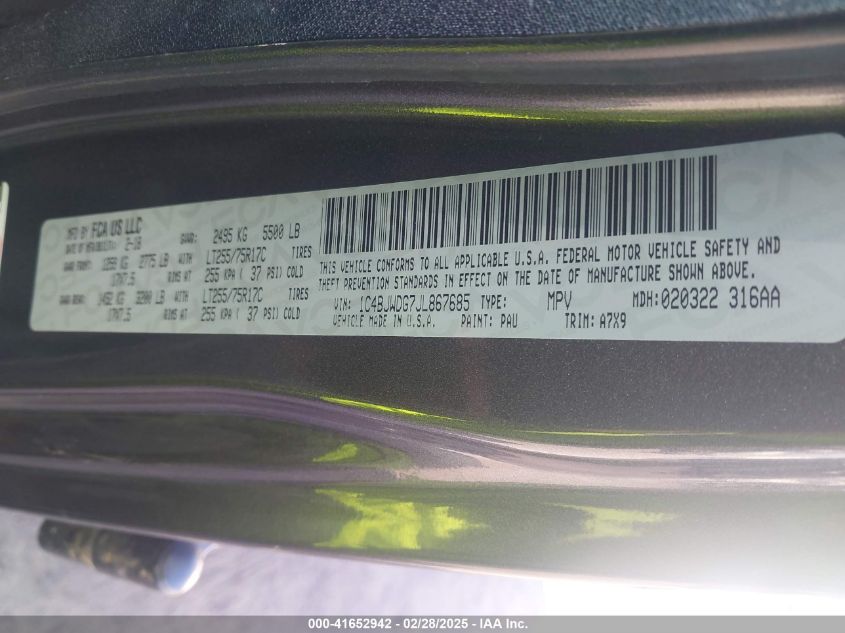 MFD BY FCA US LLC
DATE OF MFR 2-18 GVWR: 2495 KG 5500 LB
GAWR FRONT: 1259 KG 2775 LB WITH LT255/75R17C TIRES
17X7.5 RIMS AT 255 KPA ( 37 PSI) COLD
GAWR REAR: 1452 KG 3200 LB WITH LT255/75R17C TIRES
17X7.5 RIMS AT 255 KPA ( 37 PSI) COLD
THIS VEHICLE CONFORMS TO ALL APPLICABLE U.S.A. FEDERAL MOTOR VEHICLE SAFETY AND
THEFT PREVENTION STANDARDS IN EFFECT ON THE DATE OF MANUFACTURE SHOWN ABOVE.
VIN: 1C4BJWDG7JL867685 TYPE: MPV MDH: 020322 316AA
VEHICLE MADE IN U.S.A. PAINT: PAU TRIM: A7X9
000-41652942 - 02/28/2025 - IAA Inc.